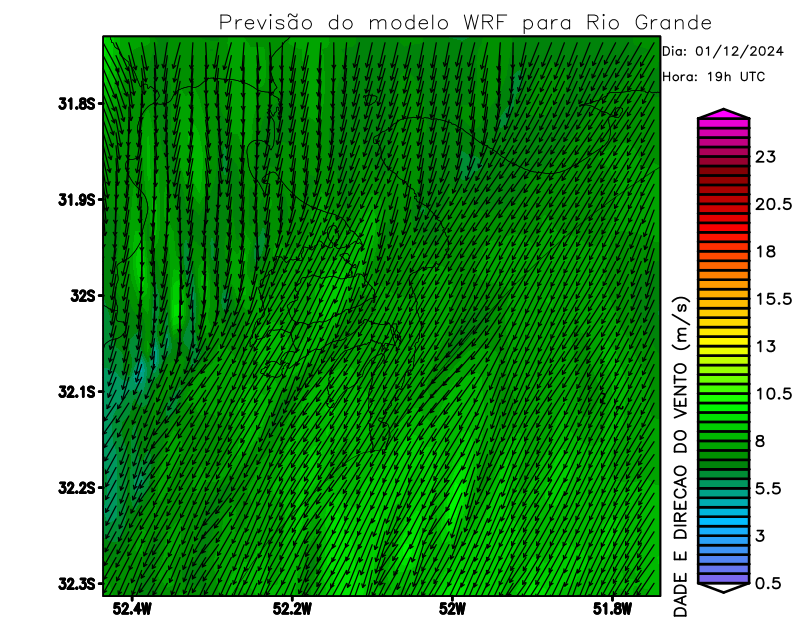 Previsão do modelo WRF para Rio Grande
Dia: 01/12/2024
Hora: 19h UTC
31.8S
31.9S
32S
32.1S
32.2S
32.3S
52.4W
52.2W
52W
51.8W
DADE E DIRECAO DO VENTO (m/s)
23
20.5
18
15.5
13
10.5
8
5.5
3
0.5